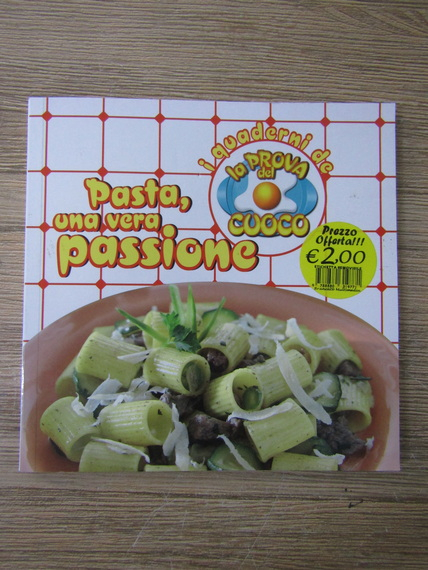 i quaderni de
la PROVA
del
CUOCO
Pasta,
una vera
passione
Prezzo
Offerta!!!
€2,00